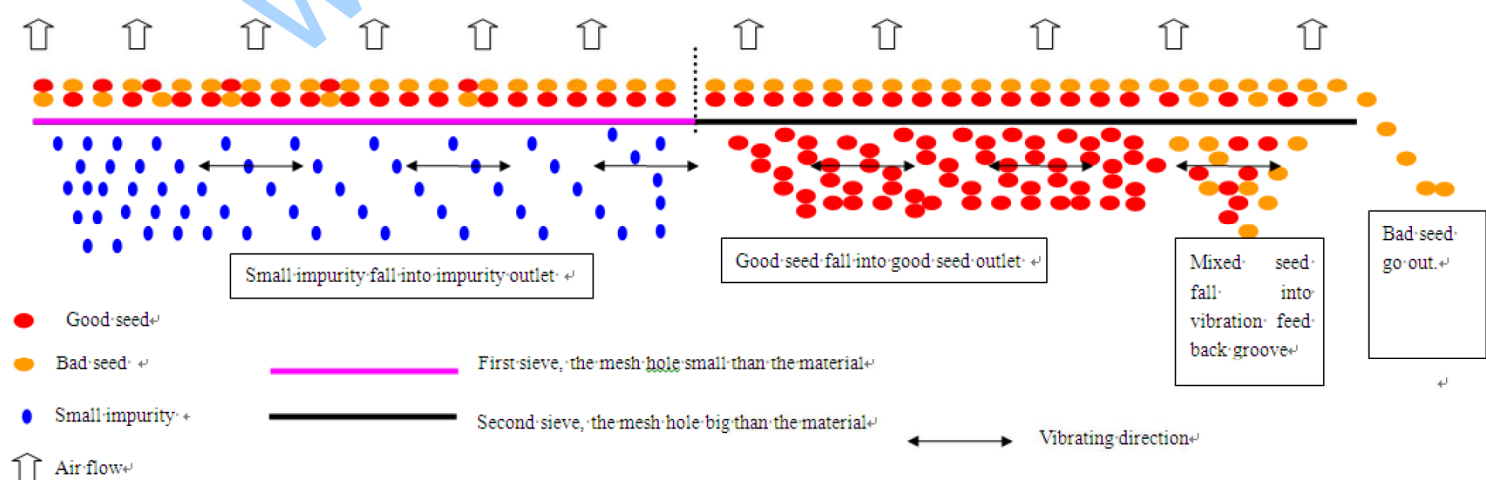 Small impurity fall into impurity outlet
Good seed fall into good seed outlet
Mixed seed
fall into
vibration feed
back groove
Bad seed
go out.
Good seed
Bad seed
Small impurity
Air flow
First sieve, the mesh hole small than the material
Second sieve, the mesh hole big than the material
Vibrating direction